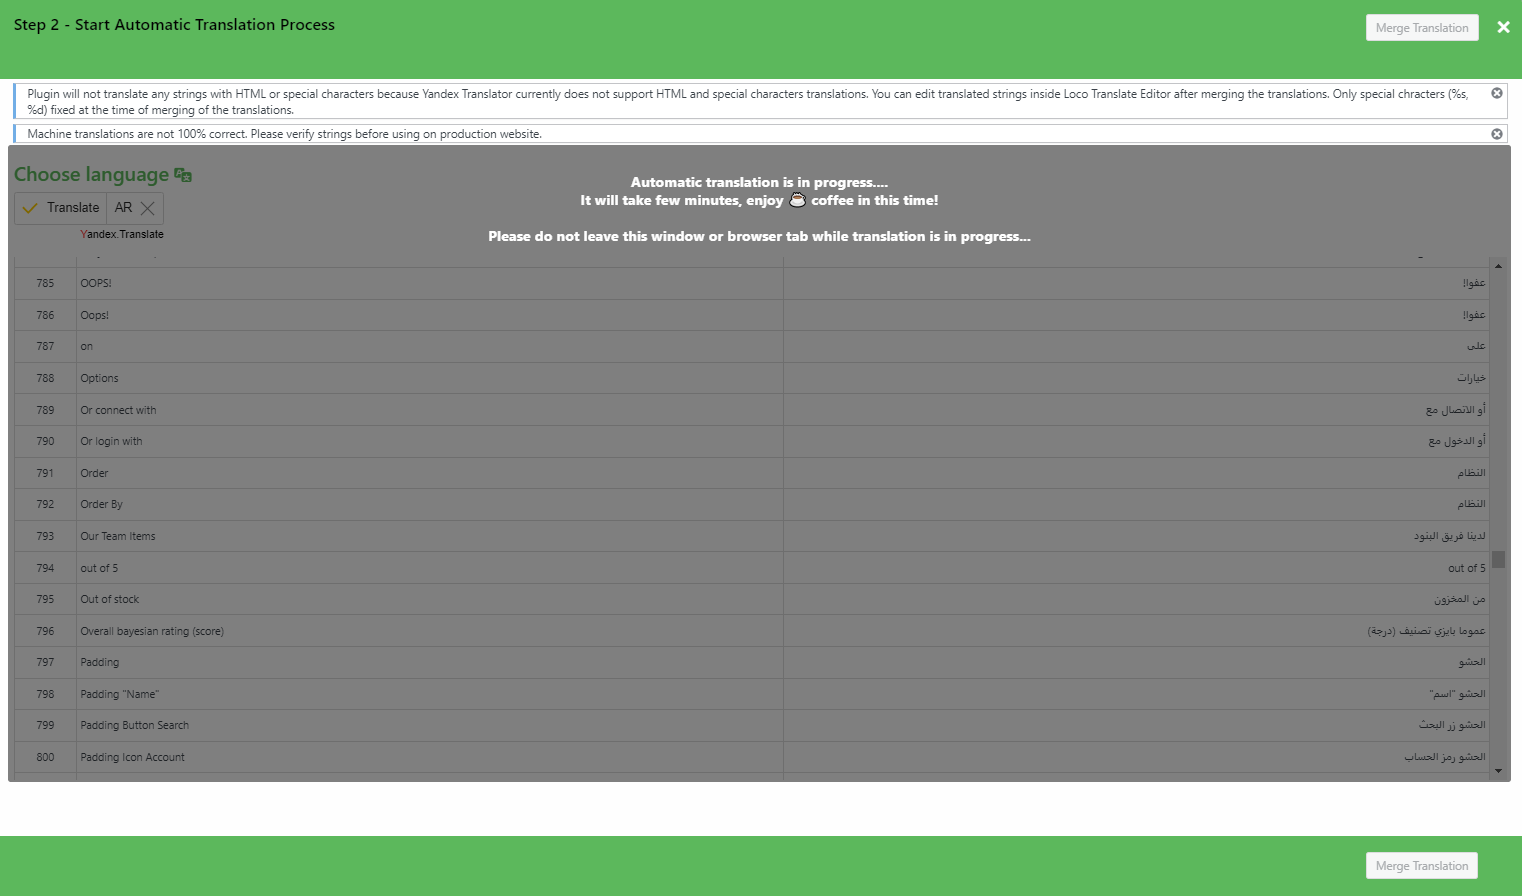 Step 2 - Start Automatic Translation Process
Merge Translation
Plugin will not translate any strings with HTML or special characters because Yandex Translator currently does not support HTML and special characters translations. You can edit translated strings inside Loco Translate Editor after merging the translations. Only special chracters (%s,
%d) fixed at the time of merging of the translations.
Machine translations are not 100% correct. Please verify strings before using on production website.
Choose language
Automatic translation is in progress....
It will take few minutes, enjoy ☕ coffee in this time!
Please do not leave this window or browser tab while translation is in progress...
Translate AR
Yandex.Translate
785 OOPS! عفوا!
786 Oops! عفوا!
787 on على
788 Options خيارات
789 Or connect with أو الاتصال مع
790 Or login with أو الدخول مع
791 Order النظام
792 Order By النظام
793 Our Team Items لدينا فريق البنود
794 out of 5 out of 5
795 Out of stock من المخزون
796 Overall bayesian rating (score) عموما بايزي تصنيف (درجة)
797 Padding الحشو
798 Padding "Name" الحشو "اسم"
799 Padding Button Search الحشو زر البحث
800 Padding Icon Account الحشو رمز الحساب
Merge Translation